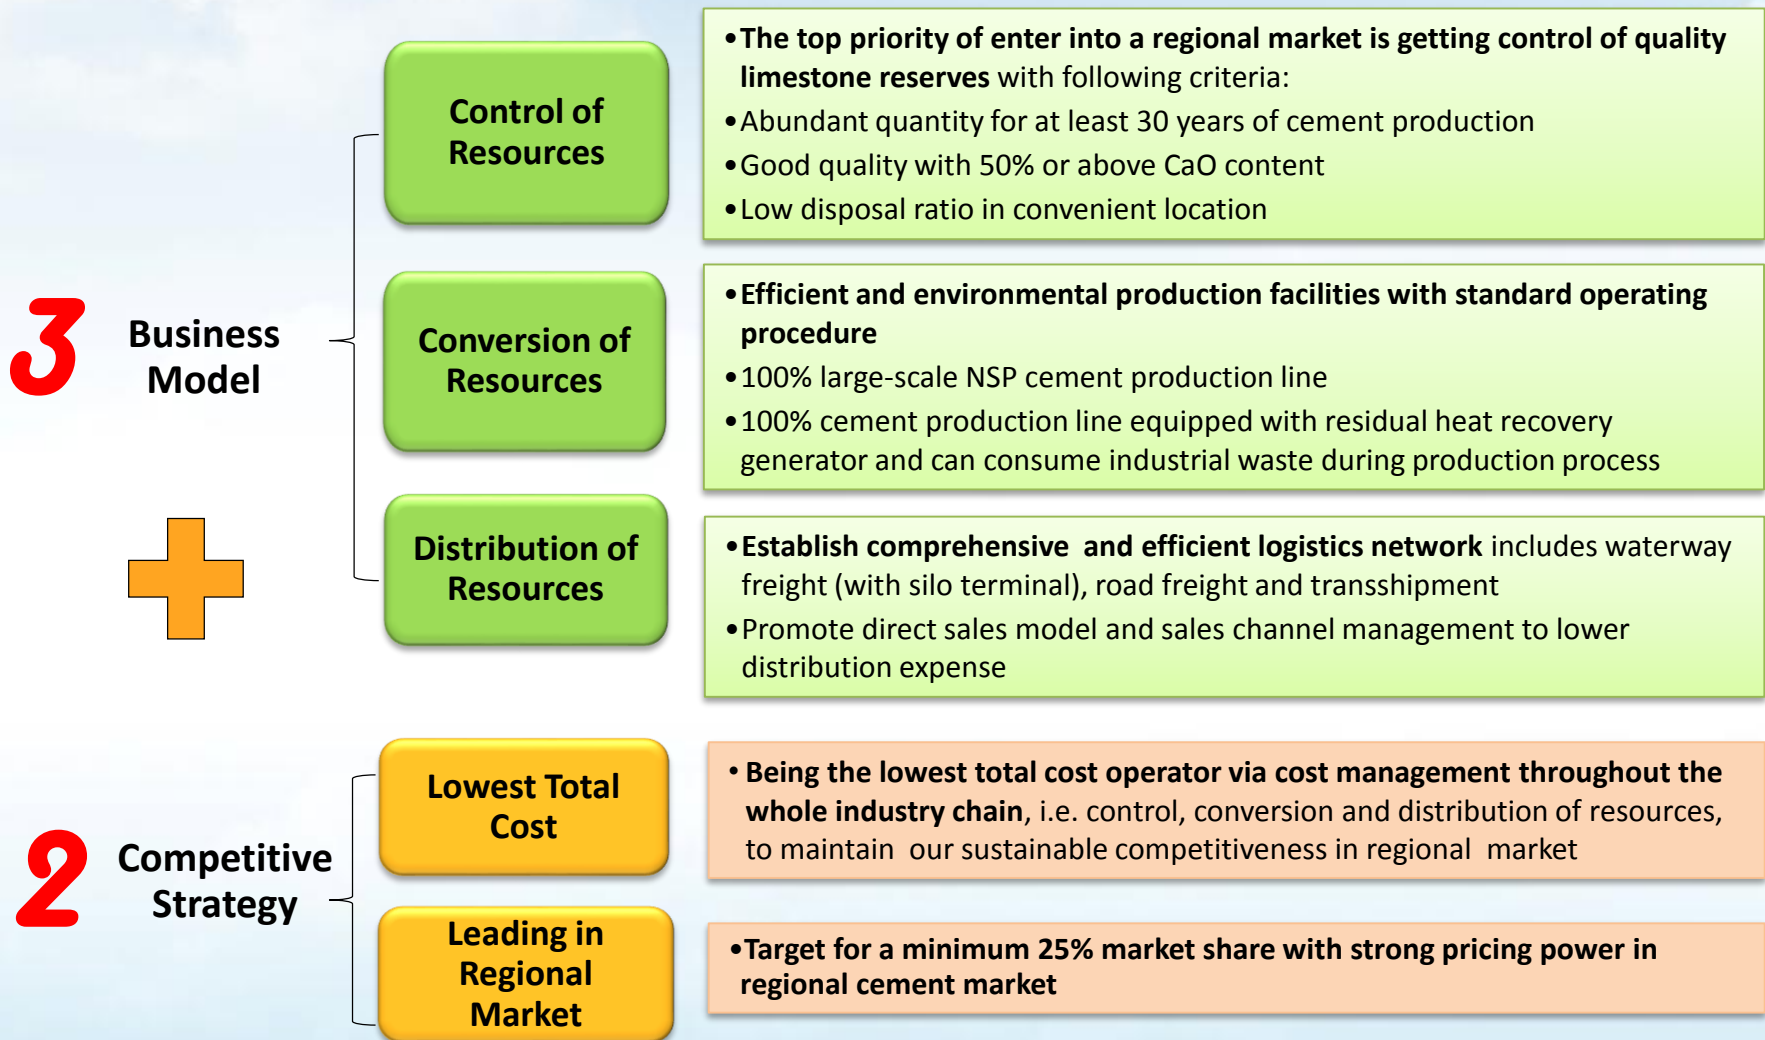 3
Business
Model
Control of
Resources
•The top priority of enter into a regional market is getting control of quality
limestone reserves with following criteria:
•Abundant quantity for at least 30 years of cement production
•Good quality with 50% or above CaO content
•Low disposal ratio in convenient location
Conversion of
Resources
•Efficient and environmental production facilities with standard operating
procedure
•100% large-scale NSP cement production line
•100% cement production line equipped with residual heat recovery
generator and can consume industrial waste during production process
Distribution of
Resources
•Establish comprehensive and efficient logistics network includes waterway
freight (with silo terminal), road freight and transshipment
•Promote direct sales model and sales channel management to lower
distribution expense
2
Competitive
Strategy
Lowest Total
Cost
• Being the lowest total cost operator via cost management throughout the
whole industry chain, i.e. control, conversion and distribution of resources,
to maintain our sustainable competitiveness in regional market
Leading in
Regional
Market
•Target for a minimum 25% market share with strong pricing power in
regional cement market